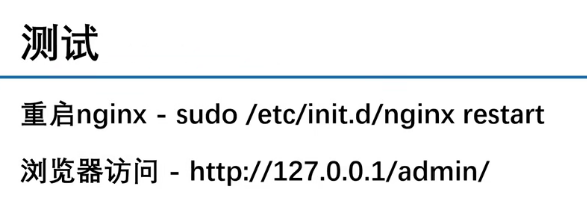 测试
重启nginx - sudo /etc/init.d/nginx restart
浏览器访问 - http://127.0.0.1/admin/